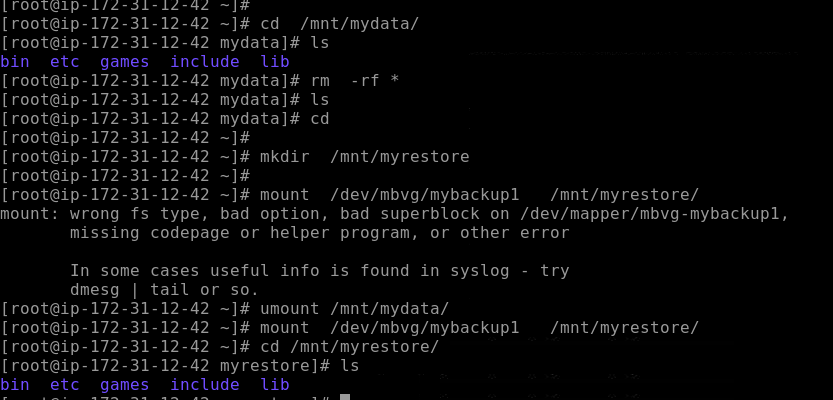 [root@ip-172-31-12-42 ~]#
[root@ip-172-31-12-42 ~]# cd  /mnt/mydata/
[root@ip-172-31-12-42 mydata]# ls
bin  etc  games  include  lib
[root@ip-172-31-12-42 mydata]# rm  -rf *
[root@ip-172-31-12-42 mydata]# ls
[root@ip-172-31-12-42 mydata]# cd
[root@ip-172-31-12-42 ~]#
[root@ip-172-31-12-42 ~]# mkdir  /mnt/myrestore
[root@ip-172-31-12-42 ~]#
[root@ip-172-31-12-42 ~]# mount  /dev/mbvg/mybackup1   /mnt/myrestore/
mount: wrong fs type, bad option, bad superblock on /dev/mapper/mbvg-mybackup1,
       missing codepage or helper program, or other error

       In some cases useful info is found in syslog - try
       dmesg | tail or so.
[root@ip-172-31-12-42 ~]# umount /mnt/mydata/
[root@ip-172-31-12-42 ~]# mount  /dev/mbvg/mybackup1   /mnt/myrestore/
[root@ip-172-31-12-42 ~]# cd /mnt/myrestore/
[root@ip-172-31-12-42 myrestore]# ls
bin  etc  games  include  lib
[root@ip-172-31-12-42 myrestore]#